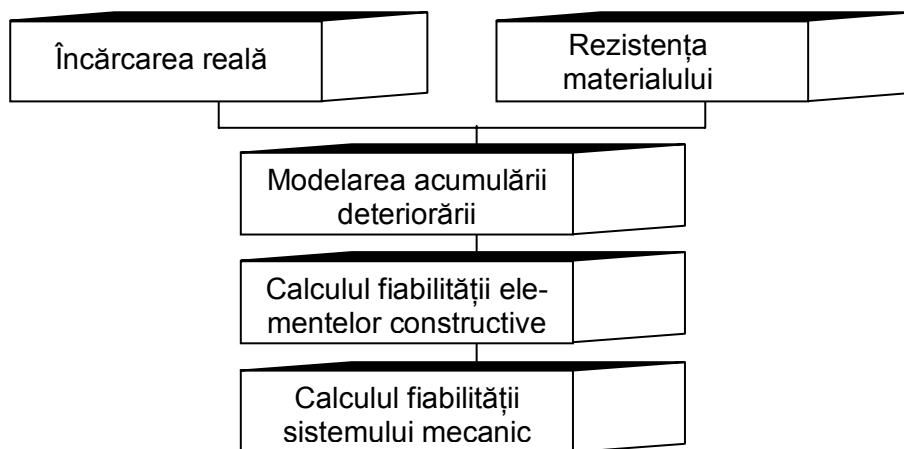 Încărcarea reală
Rezistența
materialului
Modelarea acumulării
deteriorării
Calculul fiabilității ele-
mentelor constructive
Calculul fiabilității
sistemului mecanic